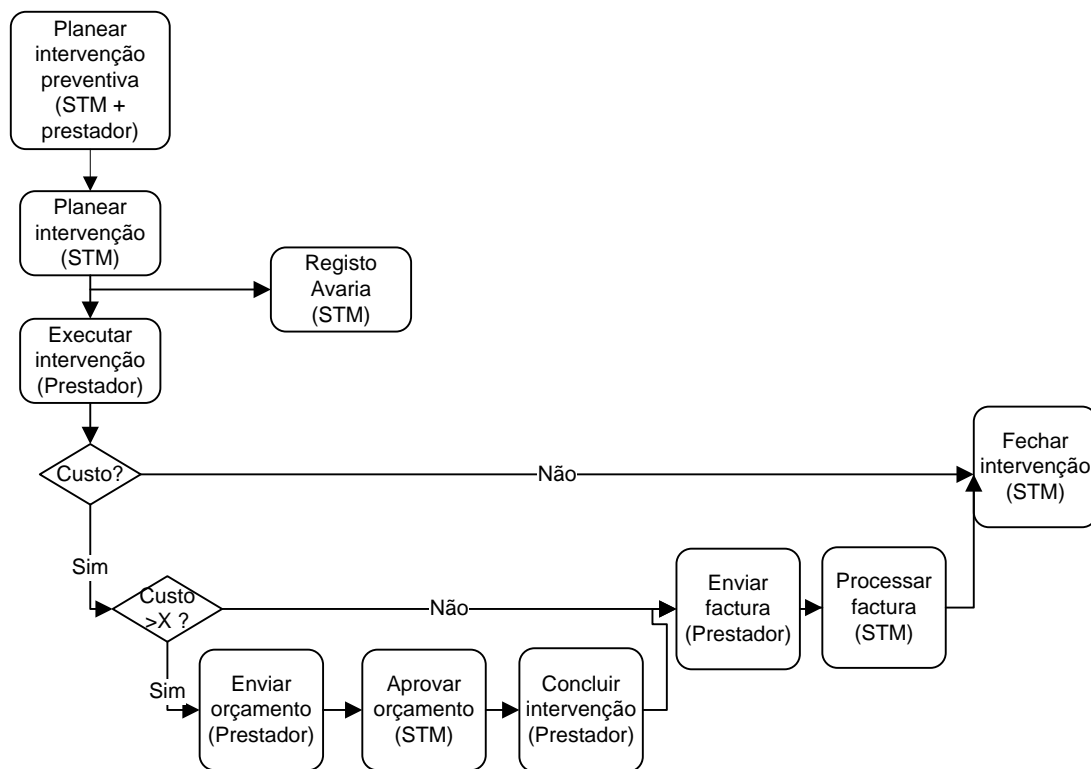 Planear
intervenção
preventiva
(STM +
prestador)
Planear
intervenção
(STM)
Registo
Avaria
(STM)
Executar
intervenção
(Prestador)
Custo?
Não
Fechar
intervenção
(STM)
Sim
Custo
>X ?
Não
Enviar
factura
(Prestador)
Processar
factura
(STM)
Sim
Enviar
orçamento
(Prestador)
Aprovar
orçamento
(STM)
Concluir
intervenção
(Prestador)